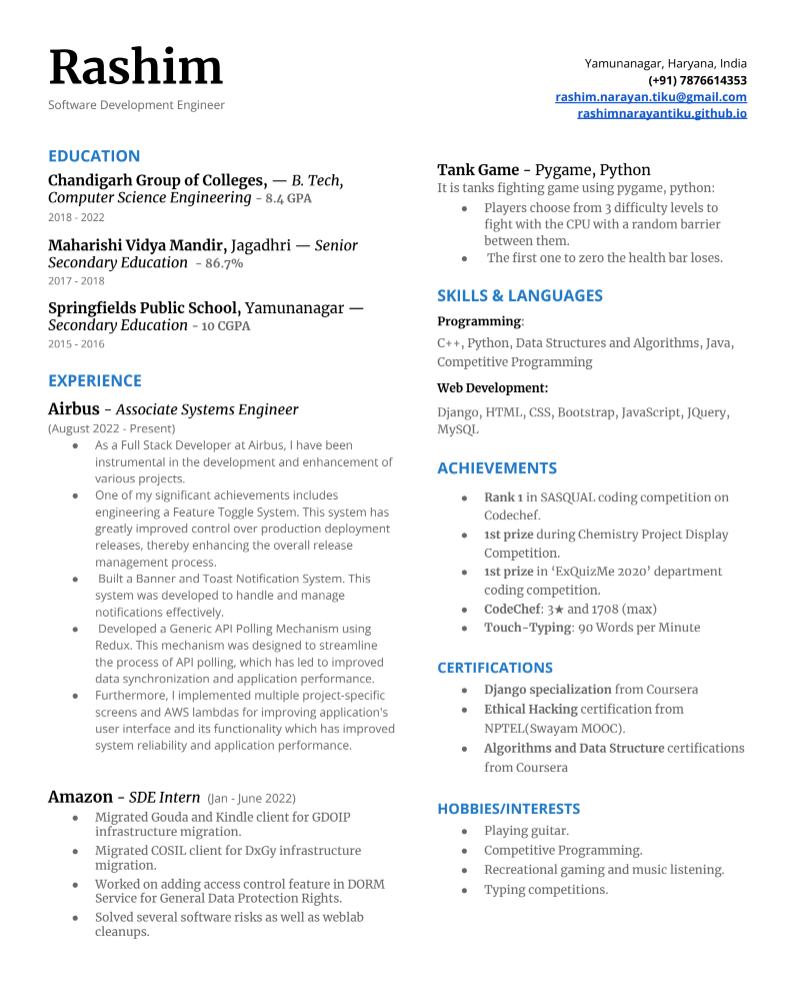 Rashim
Software Development Engineer
Yamunanagar, Haryana, India
(+91) 7876614353
rashim.narayan.tiku@gmail.com
rashimnarayantiku.github.io
EDUCATION
Chandigarh Group of Colleges, — B. Tech,
Computer Science Engineering - 8.4 GPA
2018 - 2022
Maharishi Vidya Mandir, Jagadhri — Senior
Secondary Education - 86.7%
2017 - 2018
Springfields Public School, Yamunanagar —
Secondary Education - 10 CGPA
2015 - 2016
EXPERIENCE
Airbus - Associate Systems Engineer
(August 2022 - Present)
● As a Full Stack Developer at Airbus, I have been
instrumental in the development and enhancement of
various projects.
● One of my significant achievements includes
engineering a Feature Toggle System. This system has
greatly improved control over production deployment
releases, thereby enhancing the overall release
management process.
● Built a Banner and Toast Notification System. This
system was developed to handle and manage
notifications effectively.
● Developed a Generic API Polling Mechanism using
Redux. This mechanism was designed to streamline
the process of API polling, which has led to improved
data synchronization and application performance.
● Furthermore, I implemented multiple project-specific
screens and AWS lambdas for improving application's
user interface and its functionality which has improved
system reliability and application performance.
Amazon - SDE Intern (Jan - June 2022)
● Migrated Gouda and Kindle client for GDOIP
infrastructure migration.
● Migrated COSIL client for DxGy infrastructure
migration.
● Worked on adding access control feature in DORM
Service for General Data Protection Rights.
● Solved several software risks as well as weblab
cleanups.
Tank Game - Pygame, Python
It is tanks fighting game using pygame, python:
● Players choose from 3 difficulty levels to
fight with the CPU with a random barrier
between them.
● The first one to zero the health bar loses.
SKILLS & LANGUAGES
Programming:
C++, Python, Data Structures and Algorithms, Java,
Competitive Programming
Web Development:
Django, HTML, CSS, Bootstrap, JavaScript, JQuery,
MySQL
ACHIEVEMENTS
● Rank 1 in SASQUAL coding competition on
Codechef.
● 1st prize during Chemistry Project Display
Competition.
● 1st prize in ‘ExQuizMe 2020’ department
coding competition.
● CodeChef: 3★ and 1708 (max)
● Touch-Typing: 90 Words per Minute
CERTIFICATIONS
● Django specialization from Coursera
● Ethical Hacking certification from
NPTEL(Swayam MOOC).
● Algorithms and Data Structure certifications
from Coursera
HOBBIES/INTERESTS
● Playing guitar.
● Competitive Programming.
● Recreational gaming and music listening.
● Typing competitions.